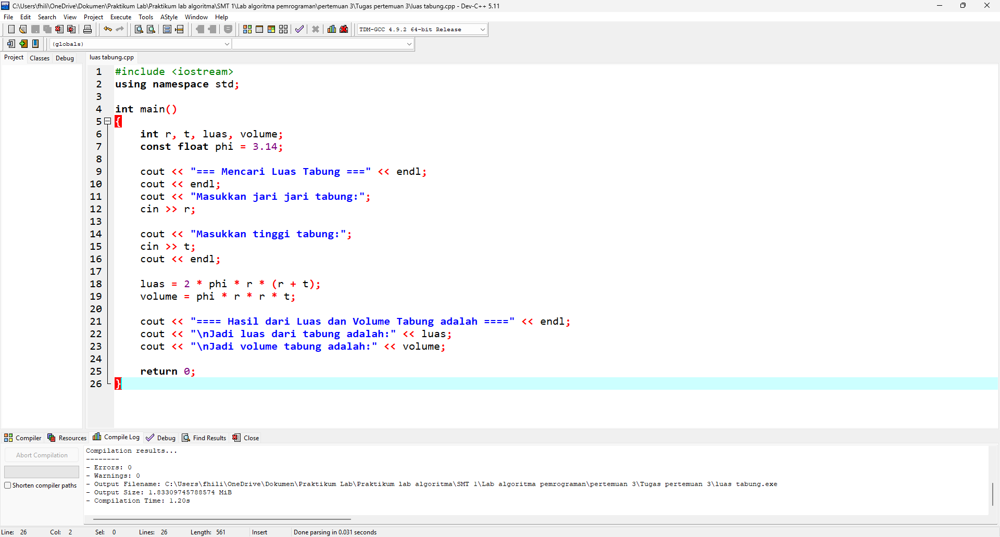 C:\Users\fhili\OneDrive\Dokumen\Praktikum Lab\Praktikum lab algoritma\SMT 1\Lab algoritma pemrograman\pertemuan 3\Tugas pertemuan 3\luas tabung.cpp - Dev-C++ 5.11
File Edit Search View Project Execute Tools AStyle Window Help
TDM-GCC 4.9.2 64-bit Release
(globals)
Project Classes Debug
luas tabung.cpp
1 #include <iostream>
2 using namespace std;
3
4 int main()
5 {
6 int r, t, luas, volume;
7 const float phi = 3.14;
8
9 cout << "=== Mencari Luas Tabung ===" << endl;
10 cout << endl;
11 cout << "Masukkan jari jari tabung:";
12 cin >> r;
13
14 cout << "Masukkan tinggi tabung:";
15 cin >> t;
16 cout << endl;
17
18 luas = 2 * phi * r * (r + t);
19 volume = phi * r * r * t;
20
21 cout << "==== Hasil dari Luas dan Volume Tabung adalah ====" << endl;
22 cout << "\nJadi luas dari tabung adalah:" << luas;
23 cout << "\nJadi volume tabung adalah:" << volume;
24
25 return 0;
26 }
Compiler Resources Compile Log Debug Find Results Close
Abort Compilation
Shorten compiler paths
Compilation results...
--------
- Errors: 0
- Warnings: 0
- Output Filename: C:\Users\fhili\OneDrive\Dokumen\Praktikum Lab\Praktikum lab algoritma\SMT 1\Lab algoritma pemrograman\pertemuan 3\Tugas pertemuan 3\luas tabung.exe
- Output Size: 1.83309745788574 MiB
- Compilation Time: 1.20s
Line: 26 Col: 2 Sel: 0 Lines: 26 Length: 561 Insert Done parsing in 0.031 seconds